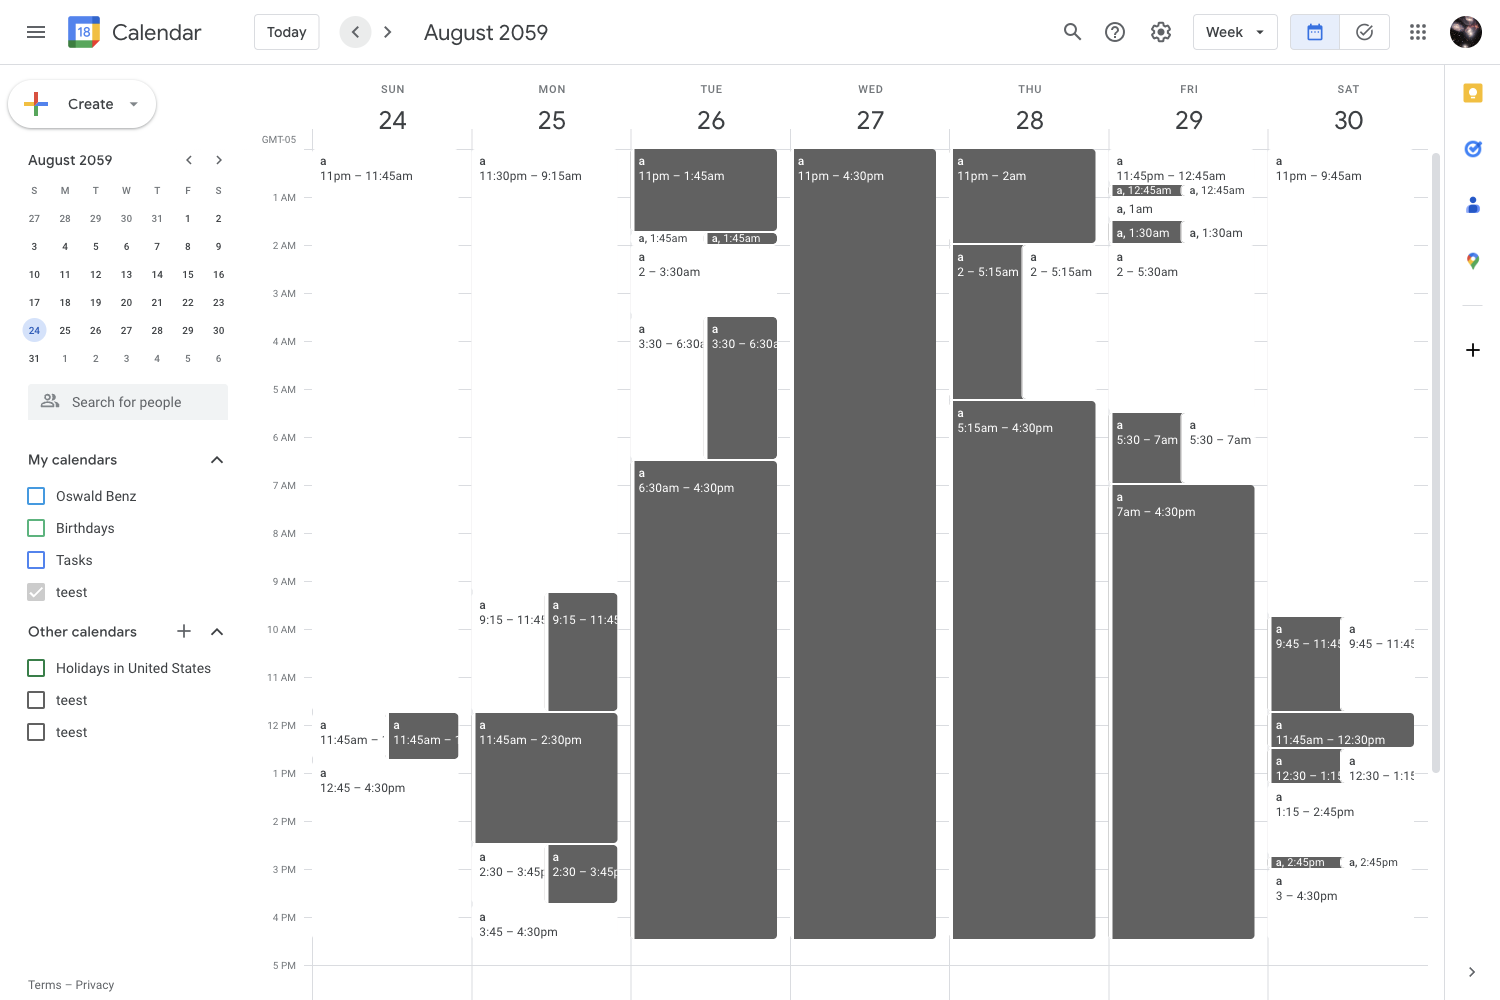 18 Calendar Today August 2059 Week
Create
August 2059
S M T W T F S
27 28 29 30 31 1 2
3 4 5 6 7 8 9
10 11 12 13 14 15 16
17 18 19 20 21 22 23
24 25 26 27 28 29 30
31 1 2 3 4 5 6
Search for people
My calendars
Oswald Benz
Birthdays
Tasks
teest
Other calendars
Holidays in United States
teest
teest
Terms – Privacy
SUN MON TUE WED THU FRI SAT
24 25 26 27 28 29 30
GMT-05
1 AM
2 AM
3 AM
4 AM
5 AM
6 AM
7 AM
8 AM
9 AM
10 AM
11 AM
12 PM
1 PM
2 PM
3 PM
4 PM
5 PM
a
11pm – 11:45am
a
11:45am –
a
11:45am –
a
12:45 – 4:30pm
a
11:30pm – 9:15am
a
9:15 – 11:45
a
9:15 – 11:45
a
11:45am – 2:30pm
a
2:30 – 3:45p
a
2:30 – 3:45p
a
3:45 – 4:30pm
a
11pm – 1:45am
a, 1:45am
a, 1:45am
a
2 – 3:30am
a
3:30 – 6:30a
a
3:30 – 6:30a
a
6:30am – 4:30pm
a
11pm – 4:30pm
a
11pm – 2am
a
2 – 5:15am
a
2 – 5:15am
a
5:15am – 4:30pm
a
11:45pm – 12:45am
a, 12:45am
a, 12:45am
a, 1am
a, 1:30am
a, 1:30am
a
2 – 5:30am
a
5:30 – 7am
a
5:30 – 7am
a
7am – 4:30pm
a
11pm – 9:45am
a
9:45 – 11:45
a
9:45 – 11:45
a
11:45am – 12:30pm
a
12:30 – 1:15
a
12:30 – 1:15
a
1:15 – 2:45pm
a, 2:45pm
a, 2:45pm
a
3 – 4:30pm